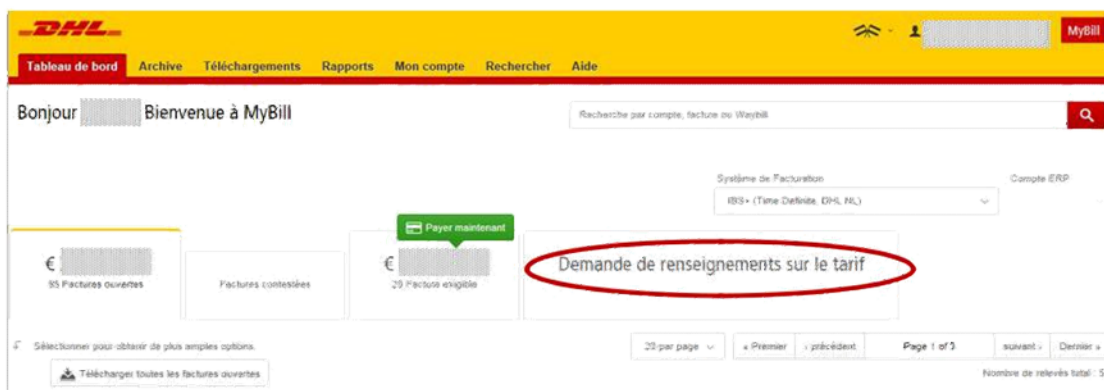 DHL
MyBill
Tableau de bord Archive Téléchargements Rapports Mon compte Rechercher Aide
Bonjour Bienvenue à MyBill
Recherche par compte, facture ou Waybill
Système de Facturation Compte ERP
IBS+ (Time Definite, DHL NL)
Payer maintenant
€ € Demande de renseignements sur le tarif
95 Factures ouvertes Factures contestées 29 Facture exigible
Sélectionner pour obtenir de plus amples options. 20 par page « Premier ‹ précédent Page 1 of 5 suivant › Dernier »
Télécharger toutes les factures ouvertes Nombre de relevés total : 5